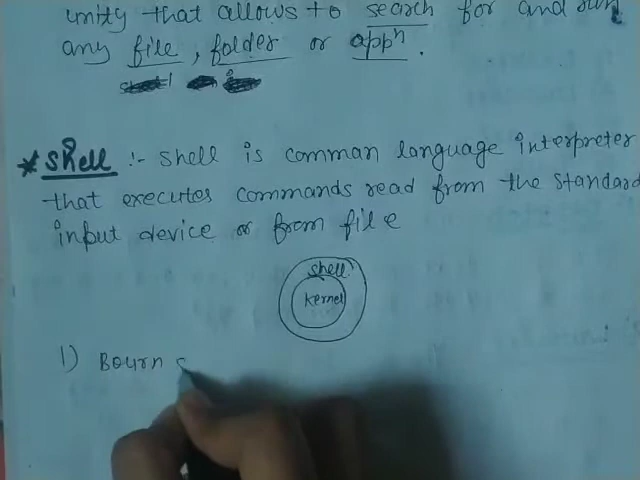 unity that allows to search for and run
any file, folder or appⁿ.
* Shell :- shell is comman language interpreter
that executes commands read from the standard
input device or from file
shell
kernel
1) Bourn s